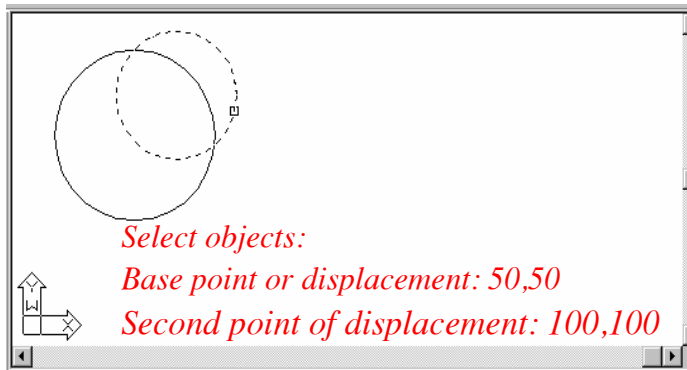 Select objects:
Base point or displacement: 50,50
Second point of displacement: 100,100
Y
W
X